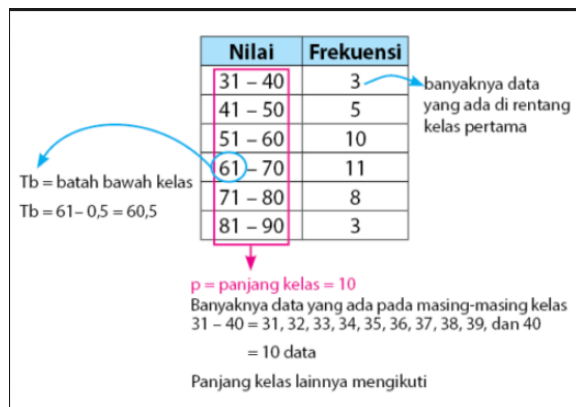 Nilai Frekuensi
31 – 40 3
banyaknya data
yang ada di rentang
kelas pertama
41 – 50 5
51 – 60 10
61 – 70 11
71 – 80 8
81 – 90 3
Tb = batah bawah kelas
Tb = 61– 0,5 = 60,5
p = panjang kelas = 10
Banyaknya data yang ada pada masing-masing kelas
31 – 40 = 31, 32, 33, 34, 35, 36, 37, 38, 39, dan 40
= 10 data
Panjang kelas lainnya mengikuti